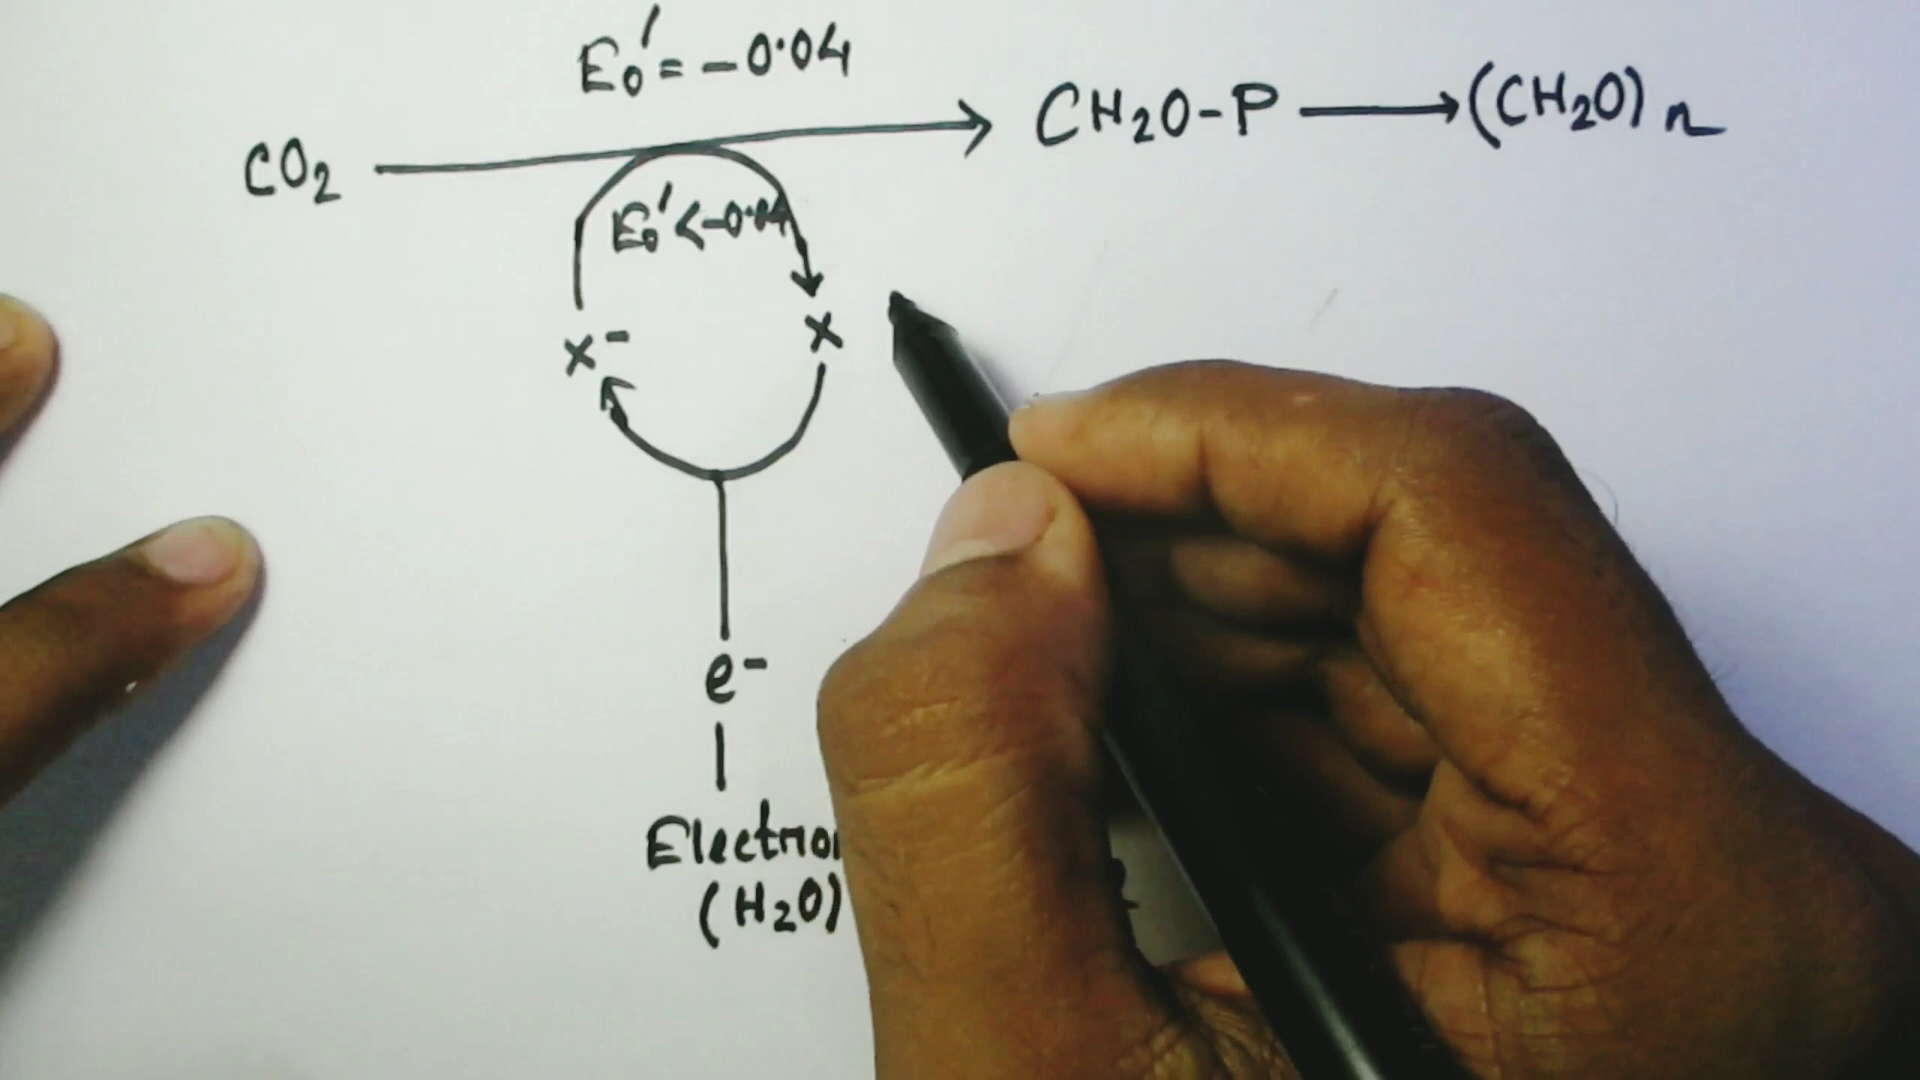 E₀' = -0.04
CO₂ → CH₂O-P → (CH₂O)n
E₀' < -0.04
x⁻ x
e⁻
(H₂O)